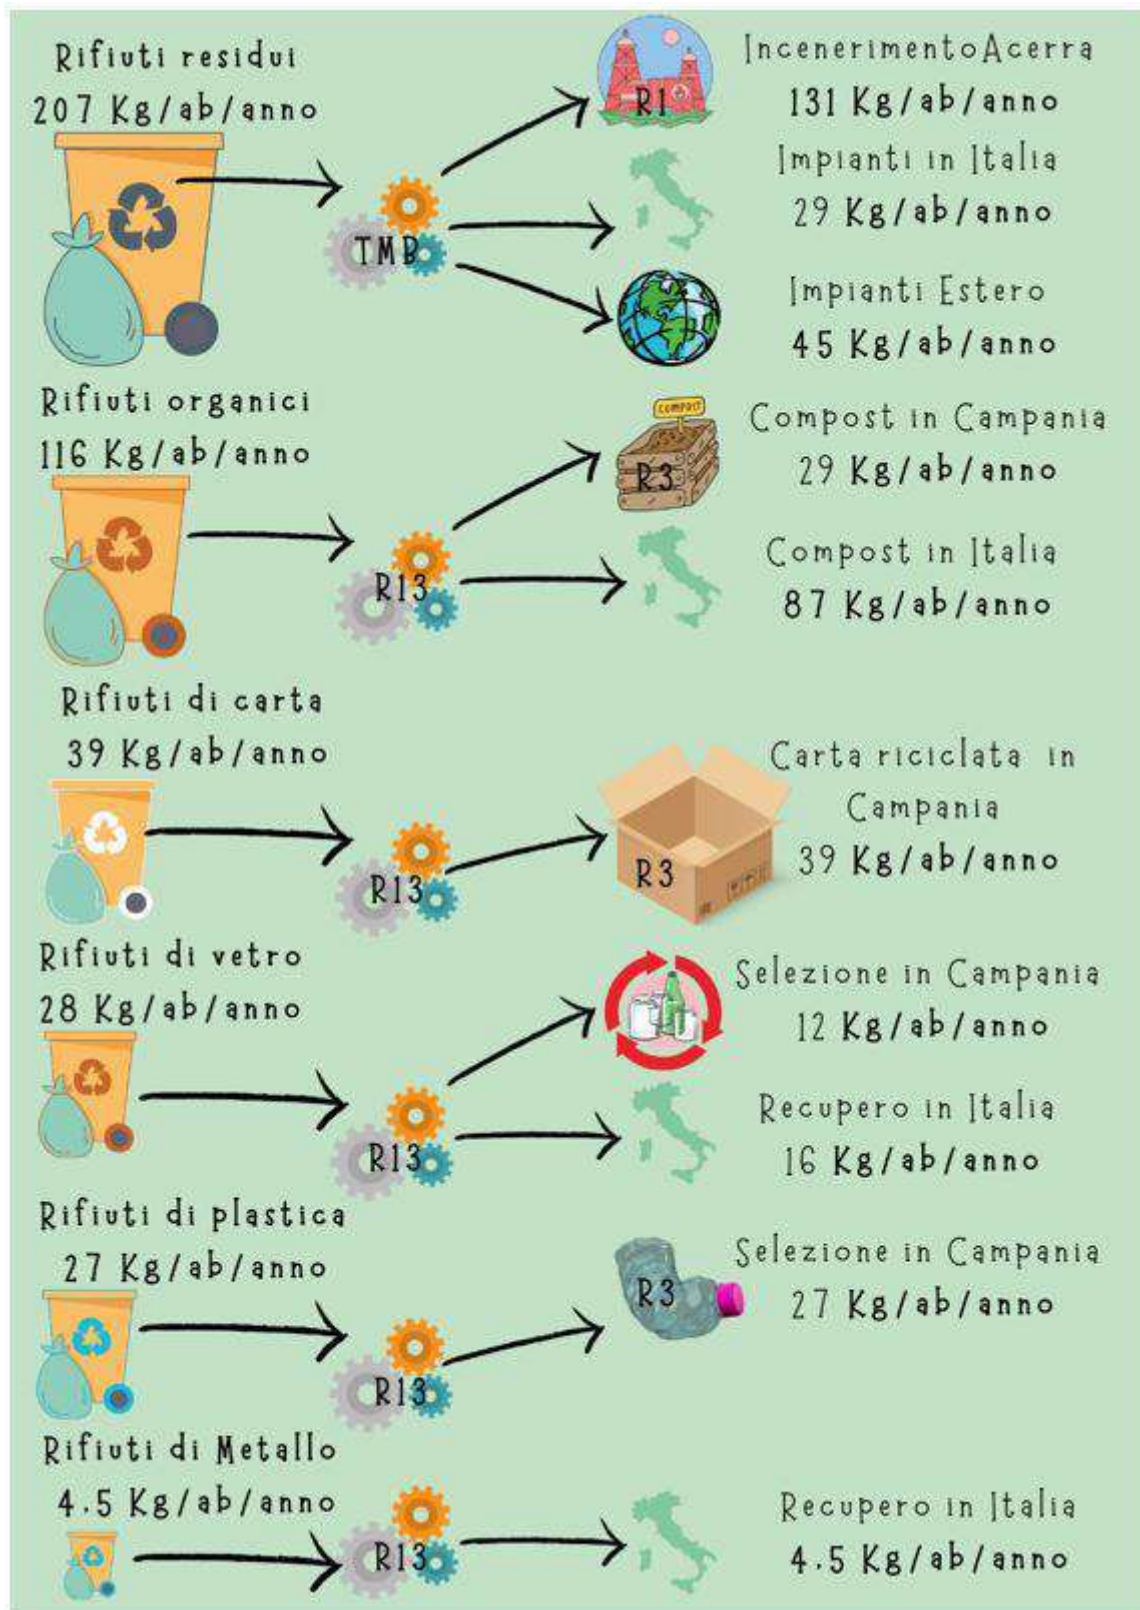 Rifiuti residui
207 Kg/ab/anno
TMB
R1
Incenerimento Acerra
131 Kg/ab/anno
Impianti in Italia
29 Kg/ab/anno
Impianti Estero
45 Kg/ab/anno
Rifiuti organici
116 Kg/ab/anno
R13
COMPOST
R3
Compost in Campania
29 Kg/ab/anno
Compost in Italia
87 Kg/ab/anno
Rifiuti di carta
39 Kg/ab/anno
R13
R3
Carta riciclata in
Campania
39 Kg/ab/anno
Rifiuti di vetro
28 Kg/ab/anno
R13
Selezione in Campania
12 Kg/ab/anno
Recupero in Italia
16 Kg/ab/anno
Rifiuti di plastica
27 Kg/ab/anno
R13
R3
Selezione in Campania
27 Kg/ab/anno
Rifiuti di Metallo
4.5 Kg/ab/anno
R13
Recupero in Italia
4.5 Kg/ab/anno